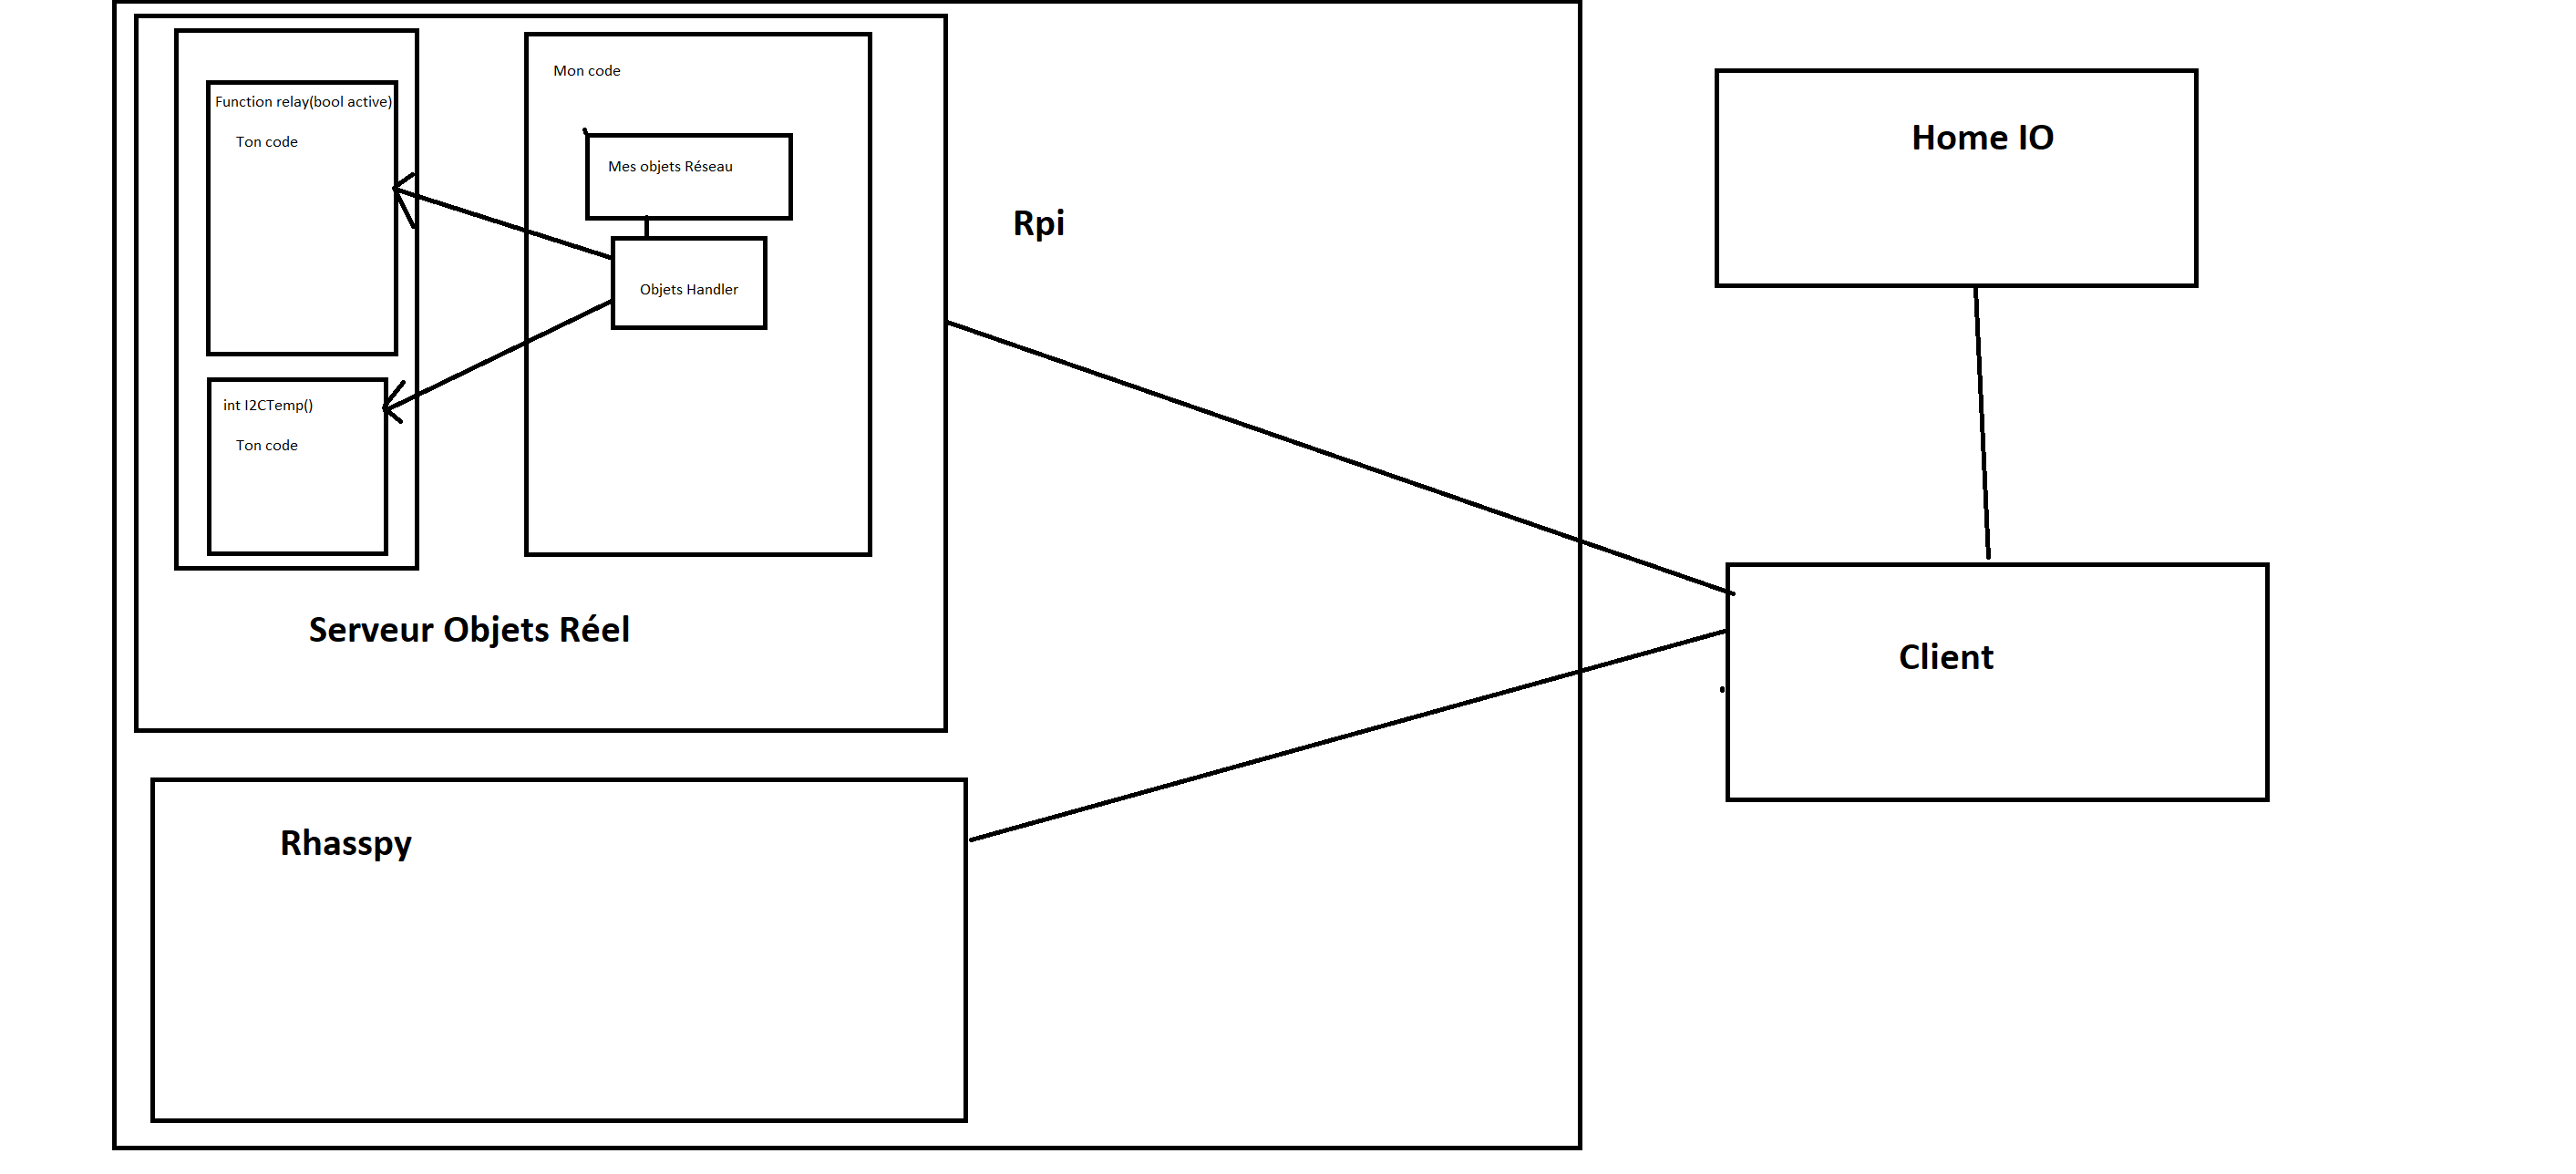 Function relay(bool active)
Ton code
int I2CTemp()
Ton code
Mon code
Mes objets Réseau
Objets Handler
Serveur Objets Réel
Rhasspy
Rpi
Home IO
Client